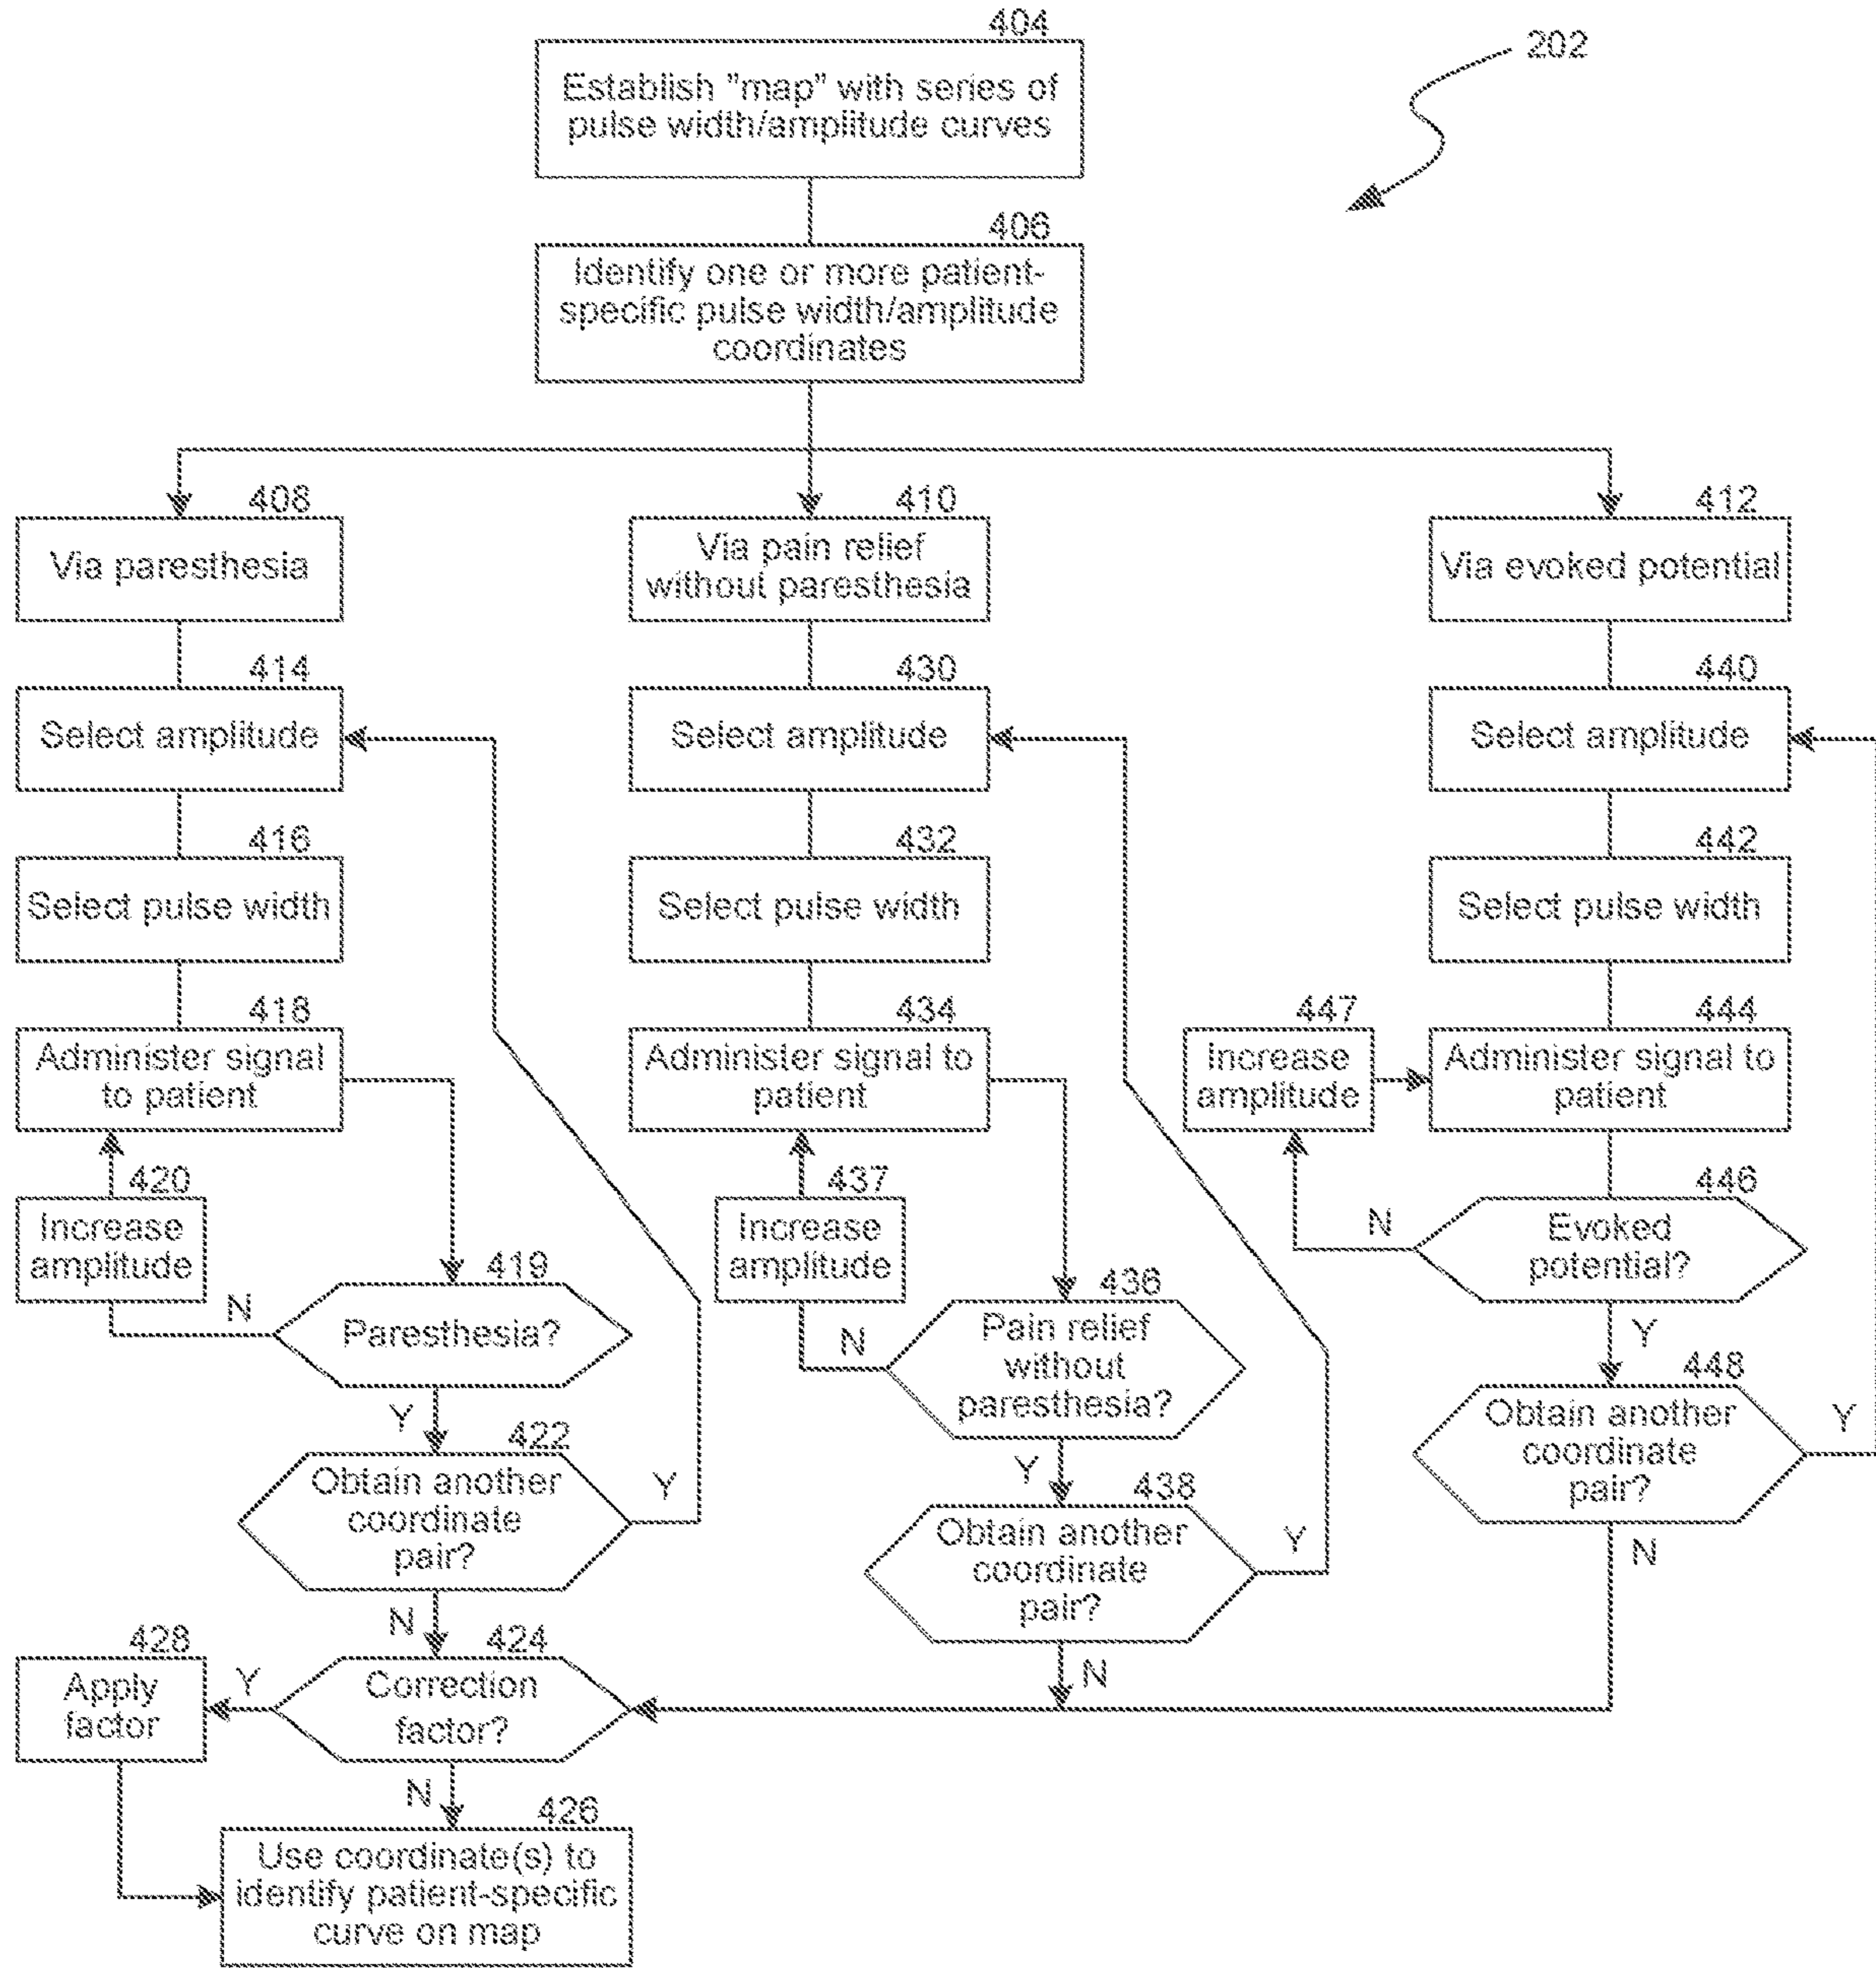 404
Establish "map" with series of
pulse width/amplitude curves
202
406
Identify one or more patient-
specific pulse width/amplitude
coordinates
408
Via paresthesia
410
Via pain relief
without paresthesia
412
Via evoked potential
414
Select amplitude
430
Select amplitude
440
Select amplitude
416
Select pulse width
432
Select pulse width
442
Select pulse width
418
Administer signal
to patient
434
Administer signal to
patient
447
Increase
amplitude
444
Administer signal to
patient
420
Increase
amplitude
N
419
Paresthesia?
Y
437
Increase
amplitude
N
436
Pain relief
without
paresthesia?
Y
446
Evoked
potential?
N
Y
422
Obtain another
coordinate
pair?
Y
N
438
Obtain another
coordinate
pair?
Y
N
448
Obtain another
coordinate
pair?
Y
N
428
Apply
factor
Y
424
Correction
factor?
N
426
Use coordinate(s) to
identify patient-specific
curve on map